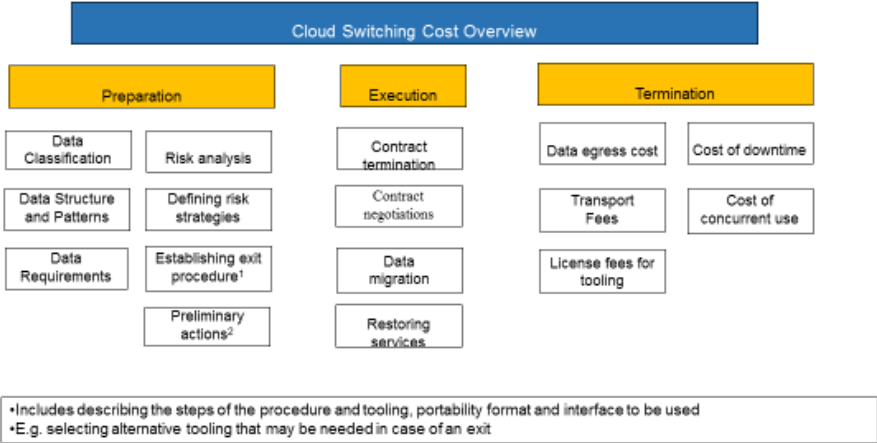 Cloud Switching Cost Overview
Preparation
Data
Classification
Risk analysis
Data Structure
and Patterns
Defining risk
strategies
Data
Requirements
Establishing exit
procedure¹
Preliminary
actions²
Execution
Contract
termination
Contract
negotiations
Data
migration
Restoring
services
Termination
Data egress cost
Cost of downtime
Transport
Fees
Cost of
concurrent use
License fees for
tooling
•Includes describing the steps of the procedure and tooling, portability format and interface to be used
•E.g. selecting alternative tooling that may be needed in case of an exit